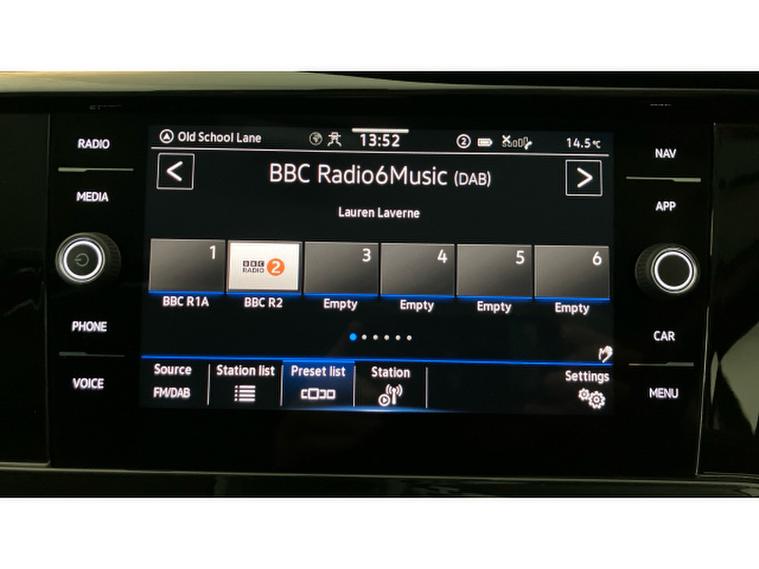 RADIO
MEDIA
PHONE
VOICE
Old School Lane 13:52 2 14.5°C
< BBC Radio6Music (DAB) >
Lauren Laverne
1 BBC RADIO 2 3 4 5 6
BBC R1A BBC R2 Empty Empty Empty Empty
Source Station list Preset list Station Settings
FM/DAB
NAV
APP
CAR
MENU